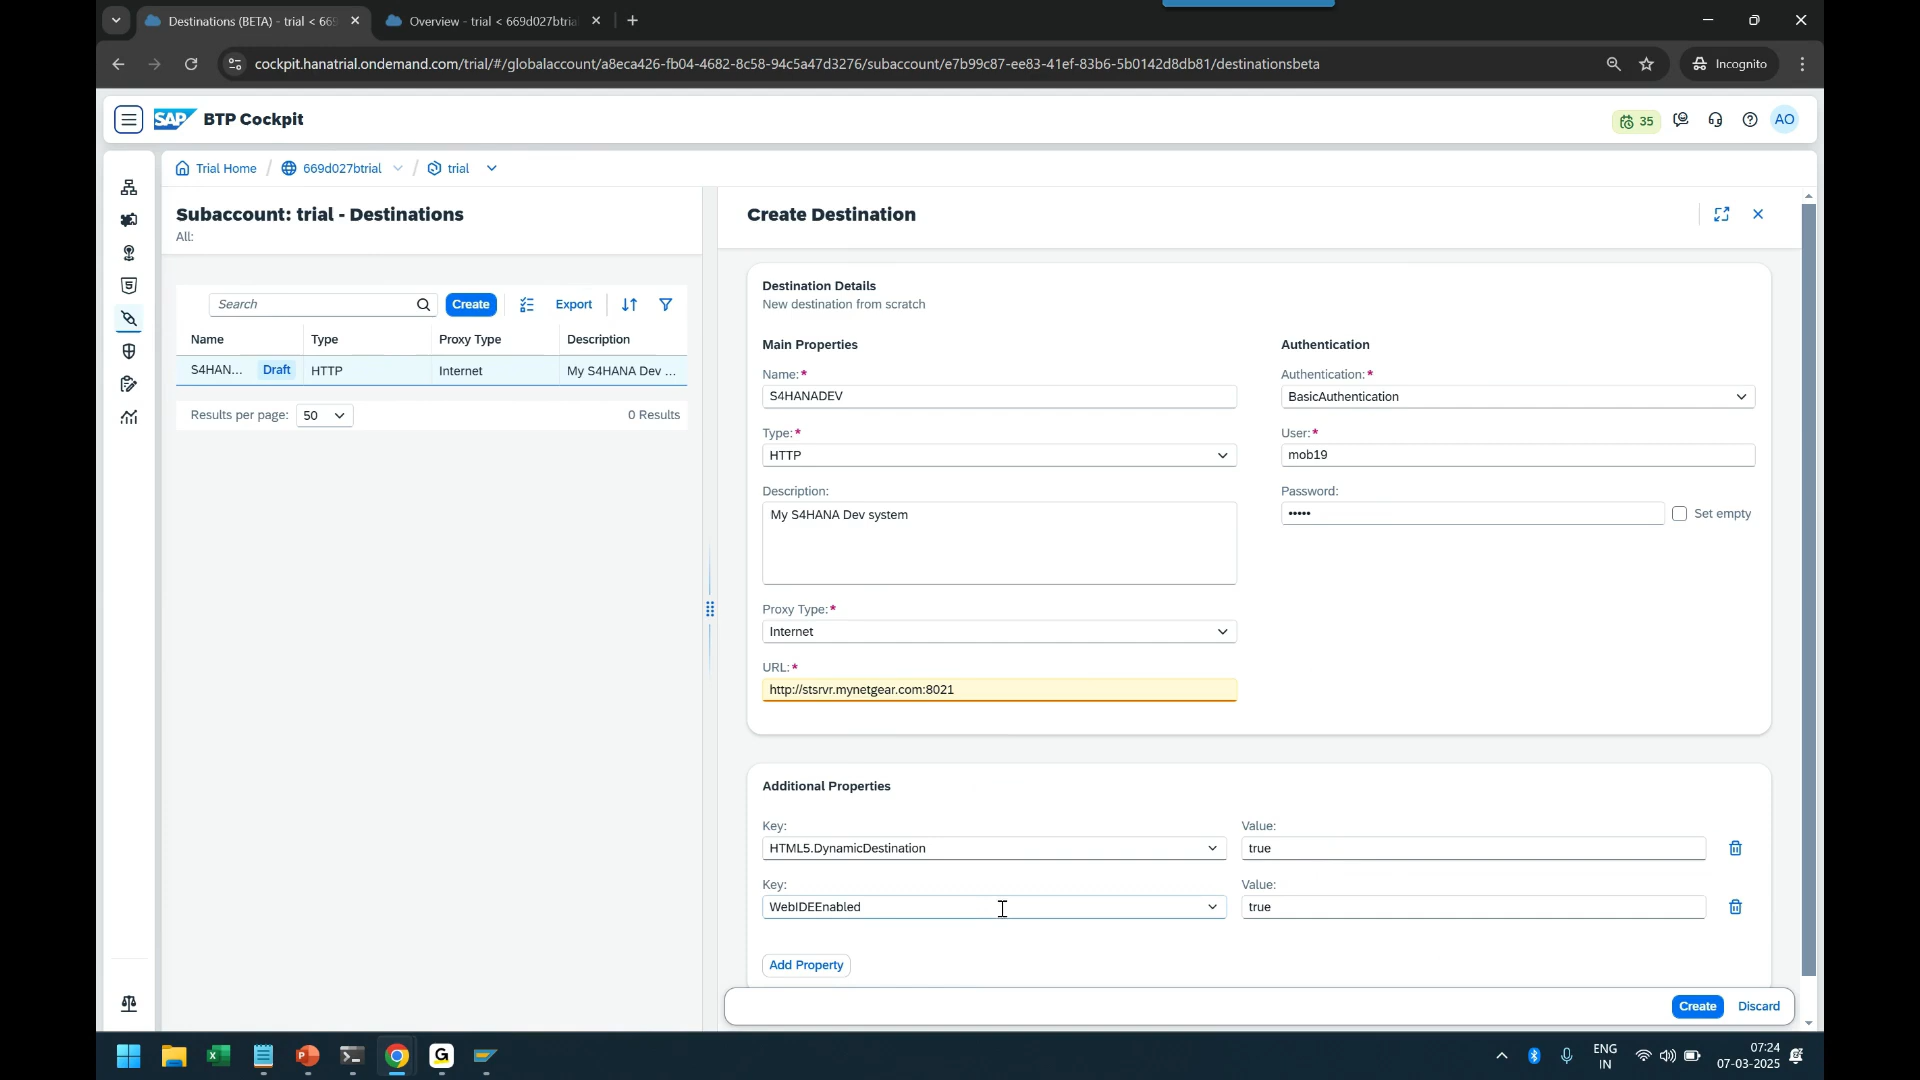 Destinations (BETA) - trial < 669
Overview - trial < 669d027btria
cockpit.hanatrial.ondemand.com/trial/#/globalaccount/a8eca426-fb04-4682-8c58-94c5a47d3276/subaccount/e7b99c87-ee83-41ef-83b6-5b0142d8db81/destinationsbeta
Incognito
SAP BTP Cockpit
35
AO
Trial Home / 669d027btrial / trial
Subaccount: trial - Destinations
All:
Search
Create
Export
Name Type Proxy Type Description
S4HAN... Draft HTTP Internet My S4HANA Dev ...
Results per page: 50
0 Results
Create Destination
Destination Details
New destination from scratch
Main Properties
Name:*
S4HANADEV
Type:*
HTTP
Description:
My S4HANA Dev system
Proxy Type:*
Internet
URL:*
http://stsrvr.mynetgear.com:8021
Authentication
Authentication:*
BasicAuthentication
User:*
mob19
Password:
•••••
Set empty
Additional Properties
Key: Value:
HTML5.DynamicDestination true
Key: Value:
WebIDEEnabled true
Add Property
Create Discard
ENG
IN
07:24
07-03-2025